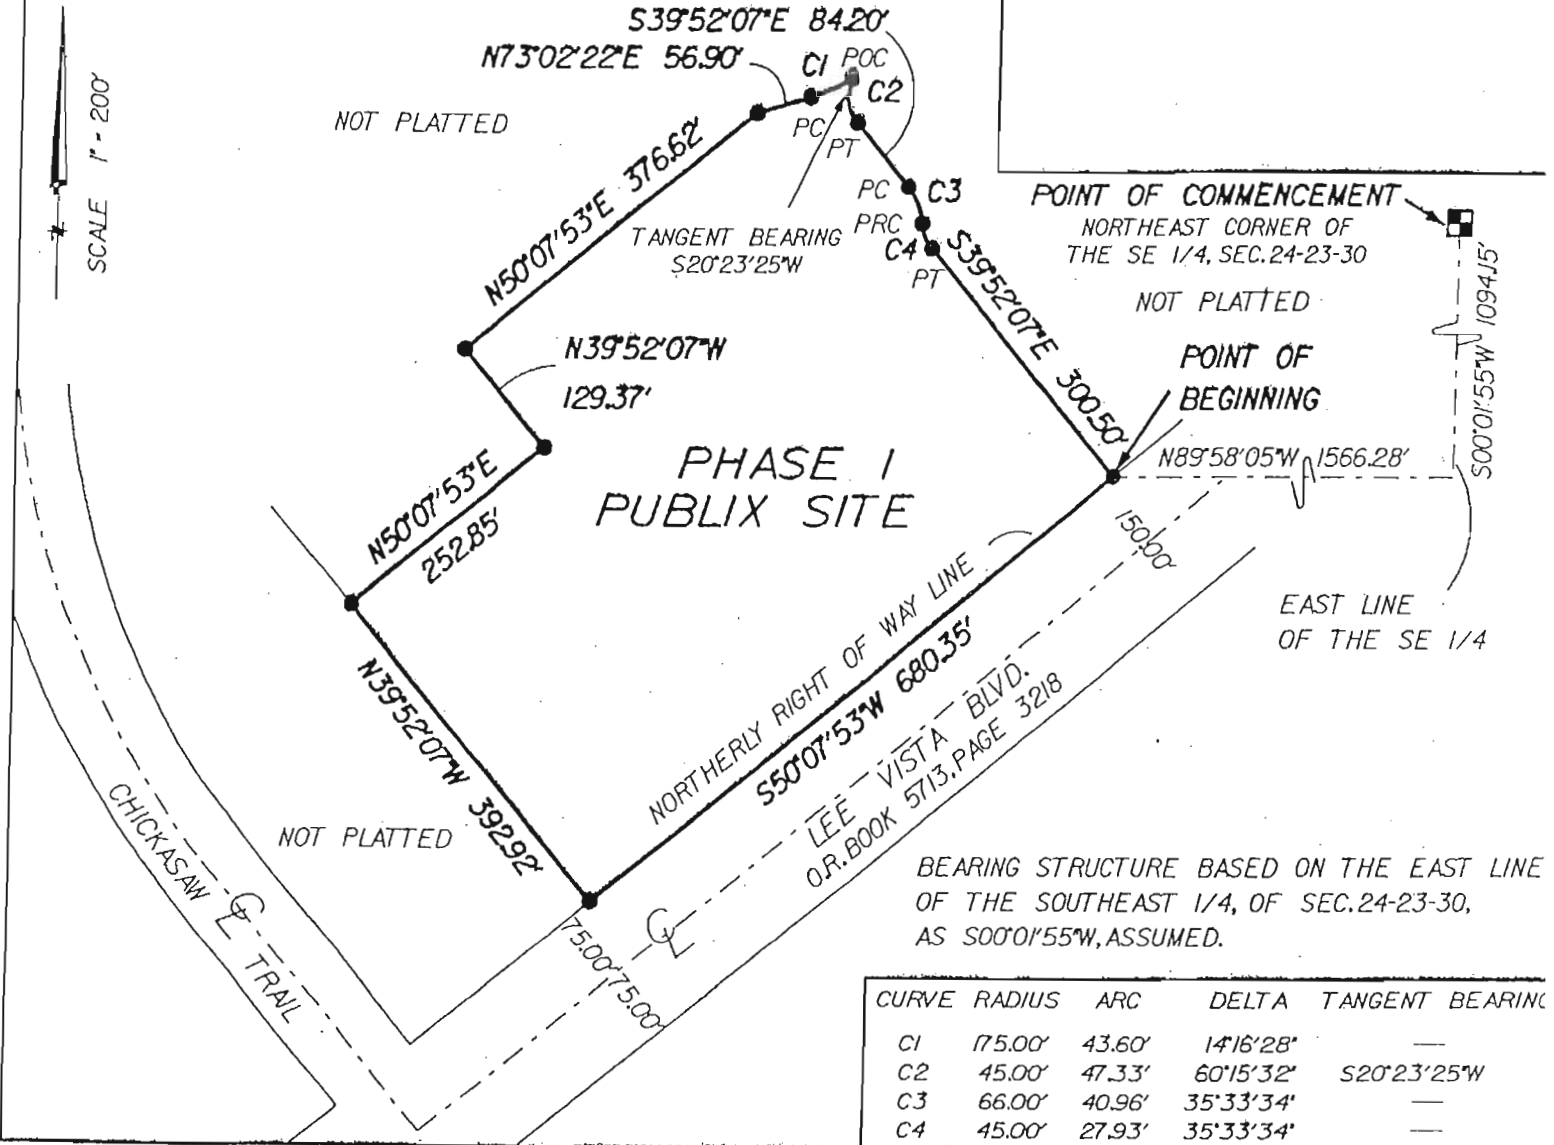 S39°52'07"E 84.20'
N73°02'22"E 56.90'
C1 POC
C2
PC
PT
NOT PLATTED
SCALE 1"=200'
N50°07'53"E 376.62'
TANGENT BEARING
S20°23'25"W
PC C3
PRC
C4
PT
POINT OF COMMENCEMENT
NORTHEAST CORNER OF
THE SE 1/4, SEC.24-23-30
NOT PLATTED
S00°01'55"W 1094.15'
S39°52'07"E 300.50'
POINT OF
BEGINNING
N89°58'05"W 1566.28'
N39°52'07"W
129.37'
PHASE 1
PUBLIX SITE
N50°07'53"E
252.85'
150.00'
EAST LINE
OF THE SE 1/4
NORTHERLY RIGHT OF WAY LINE
S50°07'53"W 680.35'
LEE VISTA BLVD.
O.R.BOOK 5713, PAGE 3218
N39°52'07"W 392.92'
NOT PLATTED
CHICKASAW TRAIL
CL
CL
75.00' 75.00'
BEARING STRUCTURE BASED ON THE EAST LINE
OF THE SOUTHEAST 1/4, OF SEC.24-23-30,
AS S00°01'55"W, ASSUMED.
CURVE RADIUS ARC DELTA TANGENT BEARING
C1 175.00' 43.60' 14°16'28" —
C2 45.00' 47.33' 60°15'32" S20°23'25"W
C3 66.00' 40.96' 35°33'34" —
C4 45.00' 27.93' 35°33'34" —